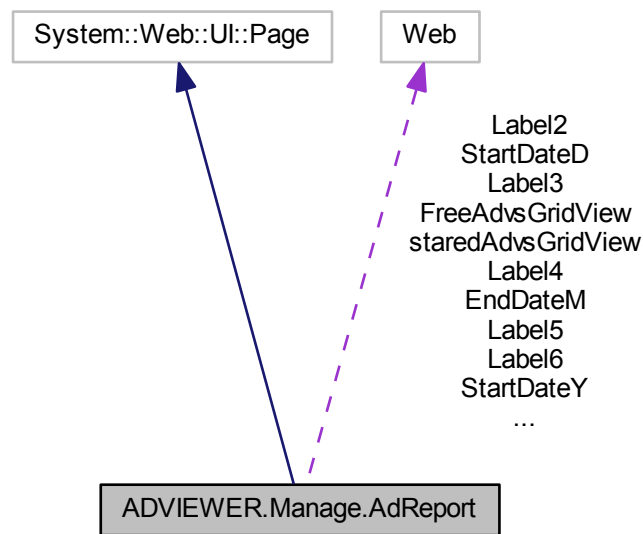 System::Web::UI::Page
Web
Label2
StartDateD
Label3
FreeAdvsGridView
staredAdvsGridView
Label4
EndDateM
Label5
Label6
StartDateY
...
ADVIEWER.Manage.AdReport